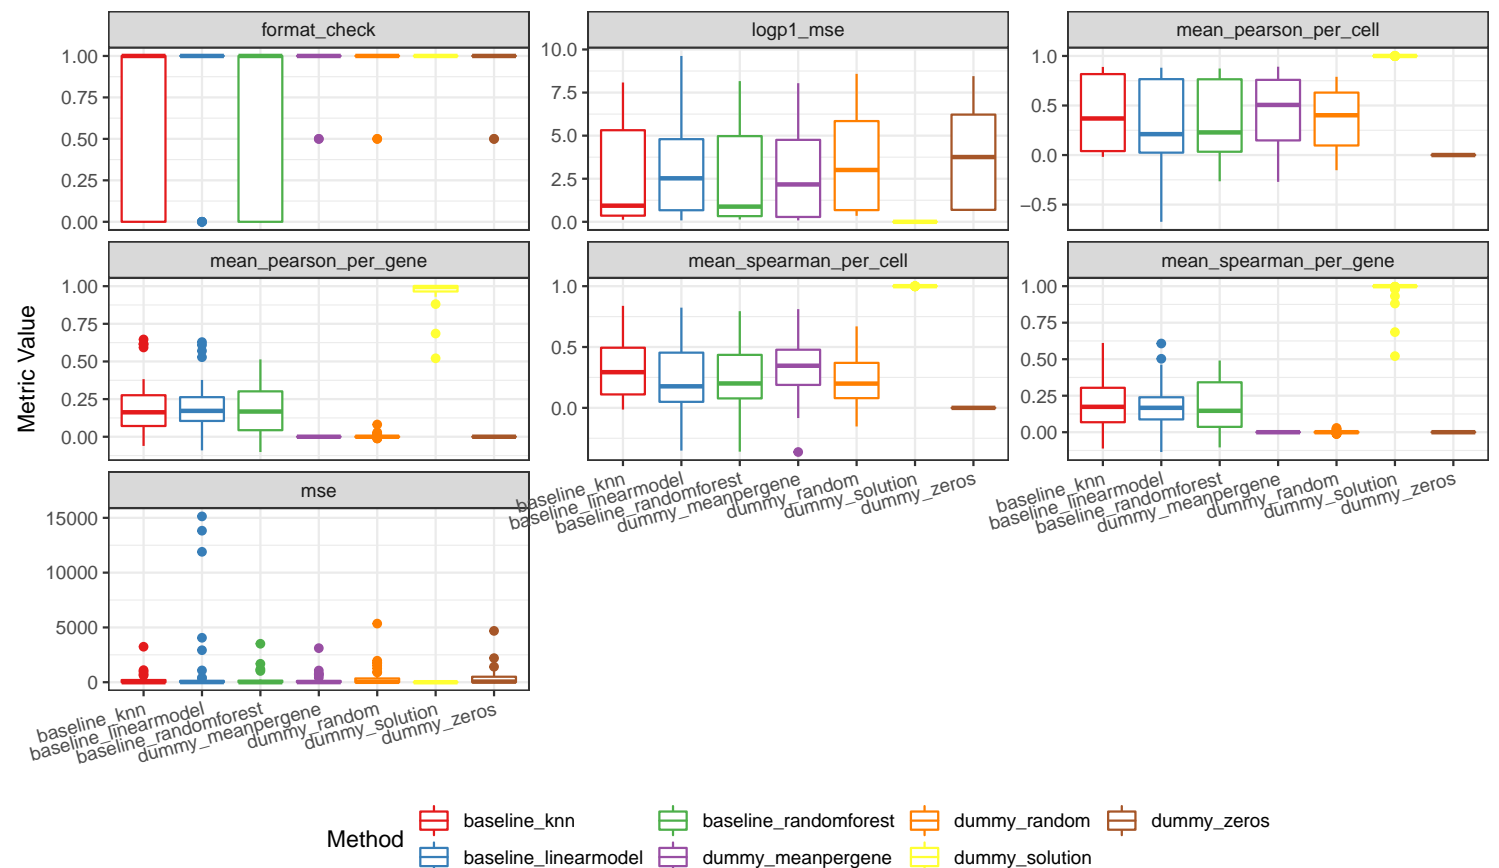 format_check
logp1_mse
mean_pearson_per_cell
1.00
0.75
0.50
0.25
0.00
10.0
7.5
5.0
2.5
0.0
1.0
0.5
0.0
−0.5
mean_pearson_per_gene
mean_spearman_per_cell
mean_spearman_per_gene
Metric Value
1.00
0.75
0.50
0.25
0.00
1.0
0.5
0.0
1.00
0.75
0.50
0.25
0.00
baseline_knn
baseline_linearmodel
baseline_randomforest
dummy_meanpergene
dummy_random
dummy_solution
dummy_zeros
baseline_knn
baseline_linearmodel
baseline_randomforest
dummy_meanpergene
dummy_random
dummy_solution
dummy_zeros
mse
15000
10000
5000
0
baseline_knn
baseline_linearmodel
baseline_randomforest
dummy_meanpergene
dummy_random
dummy_solution
dummy_zeros
Method
baseline_knn
baseline_randomforest
dummy_random
dummy_zeros
baseline_linearmodel
dummy_meanpergene
dummy_solution